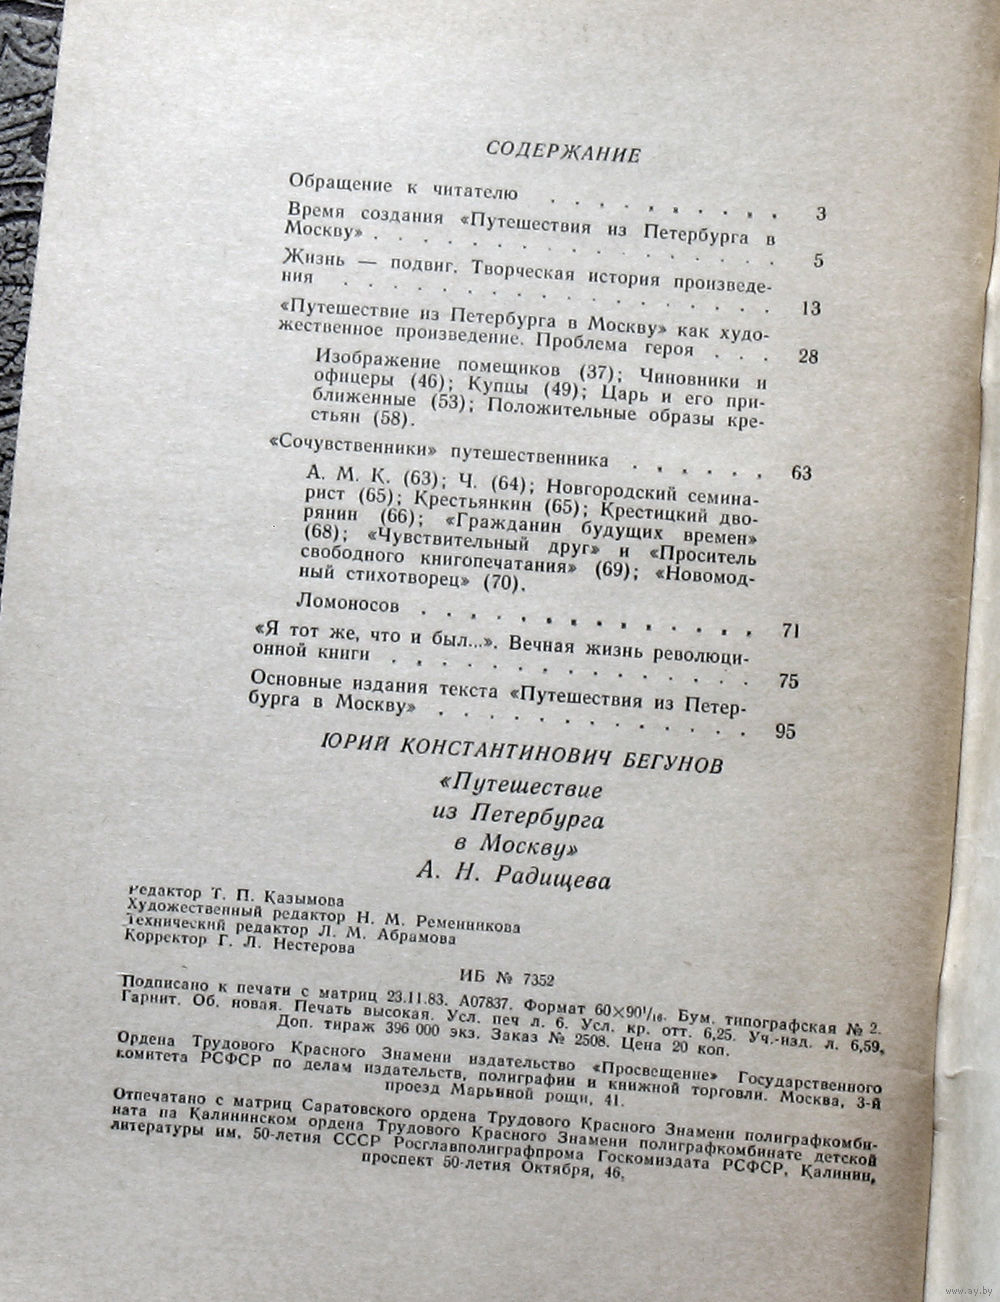 СОДЕРЖАНИЕ
Обращение к читателю . . . . . . . . . . 3
Время создания «Путешествия из Петербурга в
Москву» . . . . . . . . . . . . . . . . . 5
Жизнь — подвиг. Творческая история произведе-
ния . . . . . . . . . . . . . . . . . . 13
«Путешествие из Петербурга в Москву» как худо-
жественное произведение. Проблема героя . . . 28
Изображение помещиков (37); Чиновники и
офицеры (46); Купцы (49); Царь и его при-
ближенные (53); Положительные образы кре-
стьян (58).
«Сочувственники» путешественника . . . . . . 63
А. М. К. (63); Ч. (64); Новгородский семина-
рист (65); Крестьянкин (65); Крестицкий дво-
рянин (66); «Гражданин будущих времен»
(68); «Чувствительный друг» и «Проситель
свободного книгопечатания» (69); «Новомод-
ный стихотворец» (70).
Ломоносов . . . . . . . . . . . . . . 71
«Я тот же, что и был...». Вечная жизнь революци-
онной книги . . . . . . . . . . . . . . . 75
Основные издания текста «Путешествия из Петер-
бурга в Москву» . . . . . . . . . . . . . 95
ЮРИЙ КОНСТАНТИНОВИЧ БЕГУНОВ
«Путешествие
из Петербурга
в Москву»
А. Н. Радищева
Редактор Т. П. Казымова
Художественный редактор Н. М. Ременникова
Технический редактор Л. М. Абрамова
Корректор Г. Л. Нестерова
ИБ № 7352
Подписано к печати с матриц 23.11.83. А07837. Формат 60×90¹/₁₆. Бум. типографская № 2.
Гарнит. Об. новая. Печать высокая. Усл. печ л. 6. Усл. кр. отт. 6,25. Уч.-изд. л. 6,59,
Доп. тираж 396 000 экз. Заказ № 2508. Цена 20 коп.
Ордена Трудового Красного Знамени издательство «Просвещение» Государственного
комитета РСФСР по делам издательств, полиграфии и книжной торговли. Москва, 3-й
проезд Марьиной рощи, 41.
Отпечатано с матриц Саратовского ордена Трудового Красного Знамени полиграфкомби-
ната на Калининском ордена Трудового Красного Знамени полиграфкомбинате детской
литературы им. 50-летия СССР Росглавполиграфпрома Госкомиздата РСФСР. Калинин,
проспект 50-летия Октября, 46.
www.ay.by